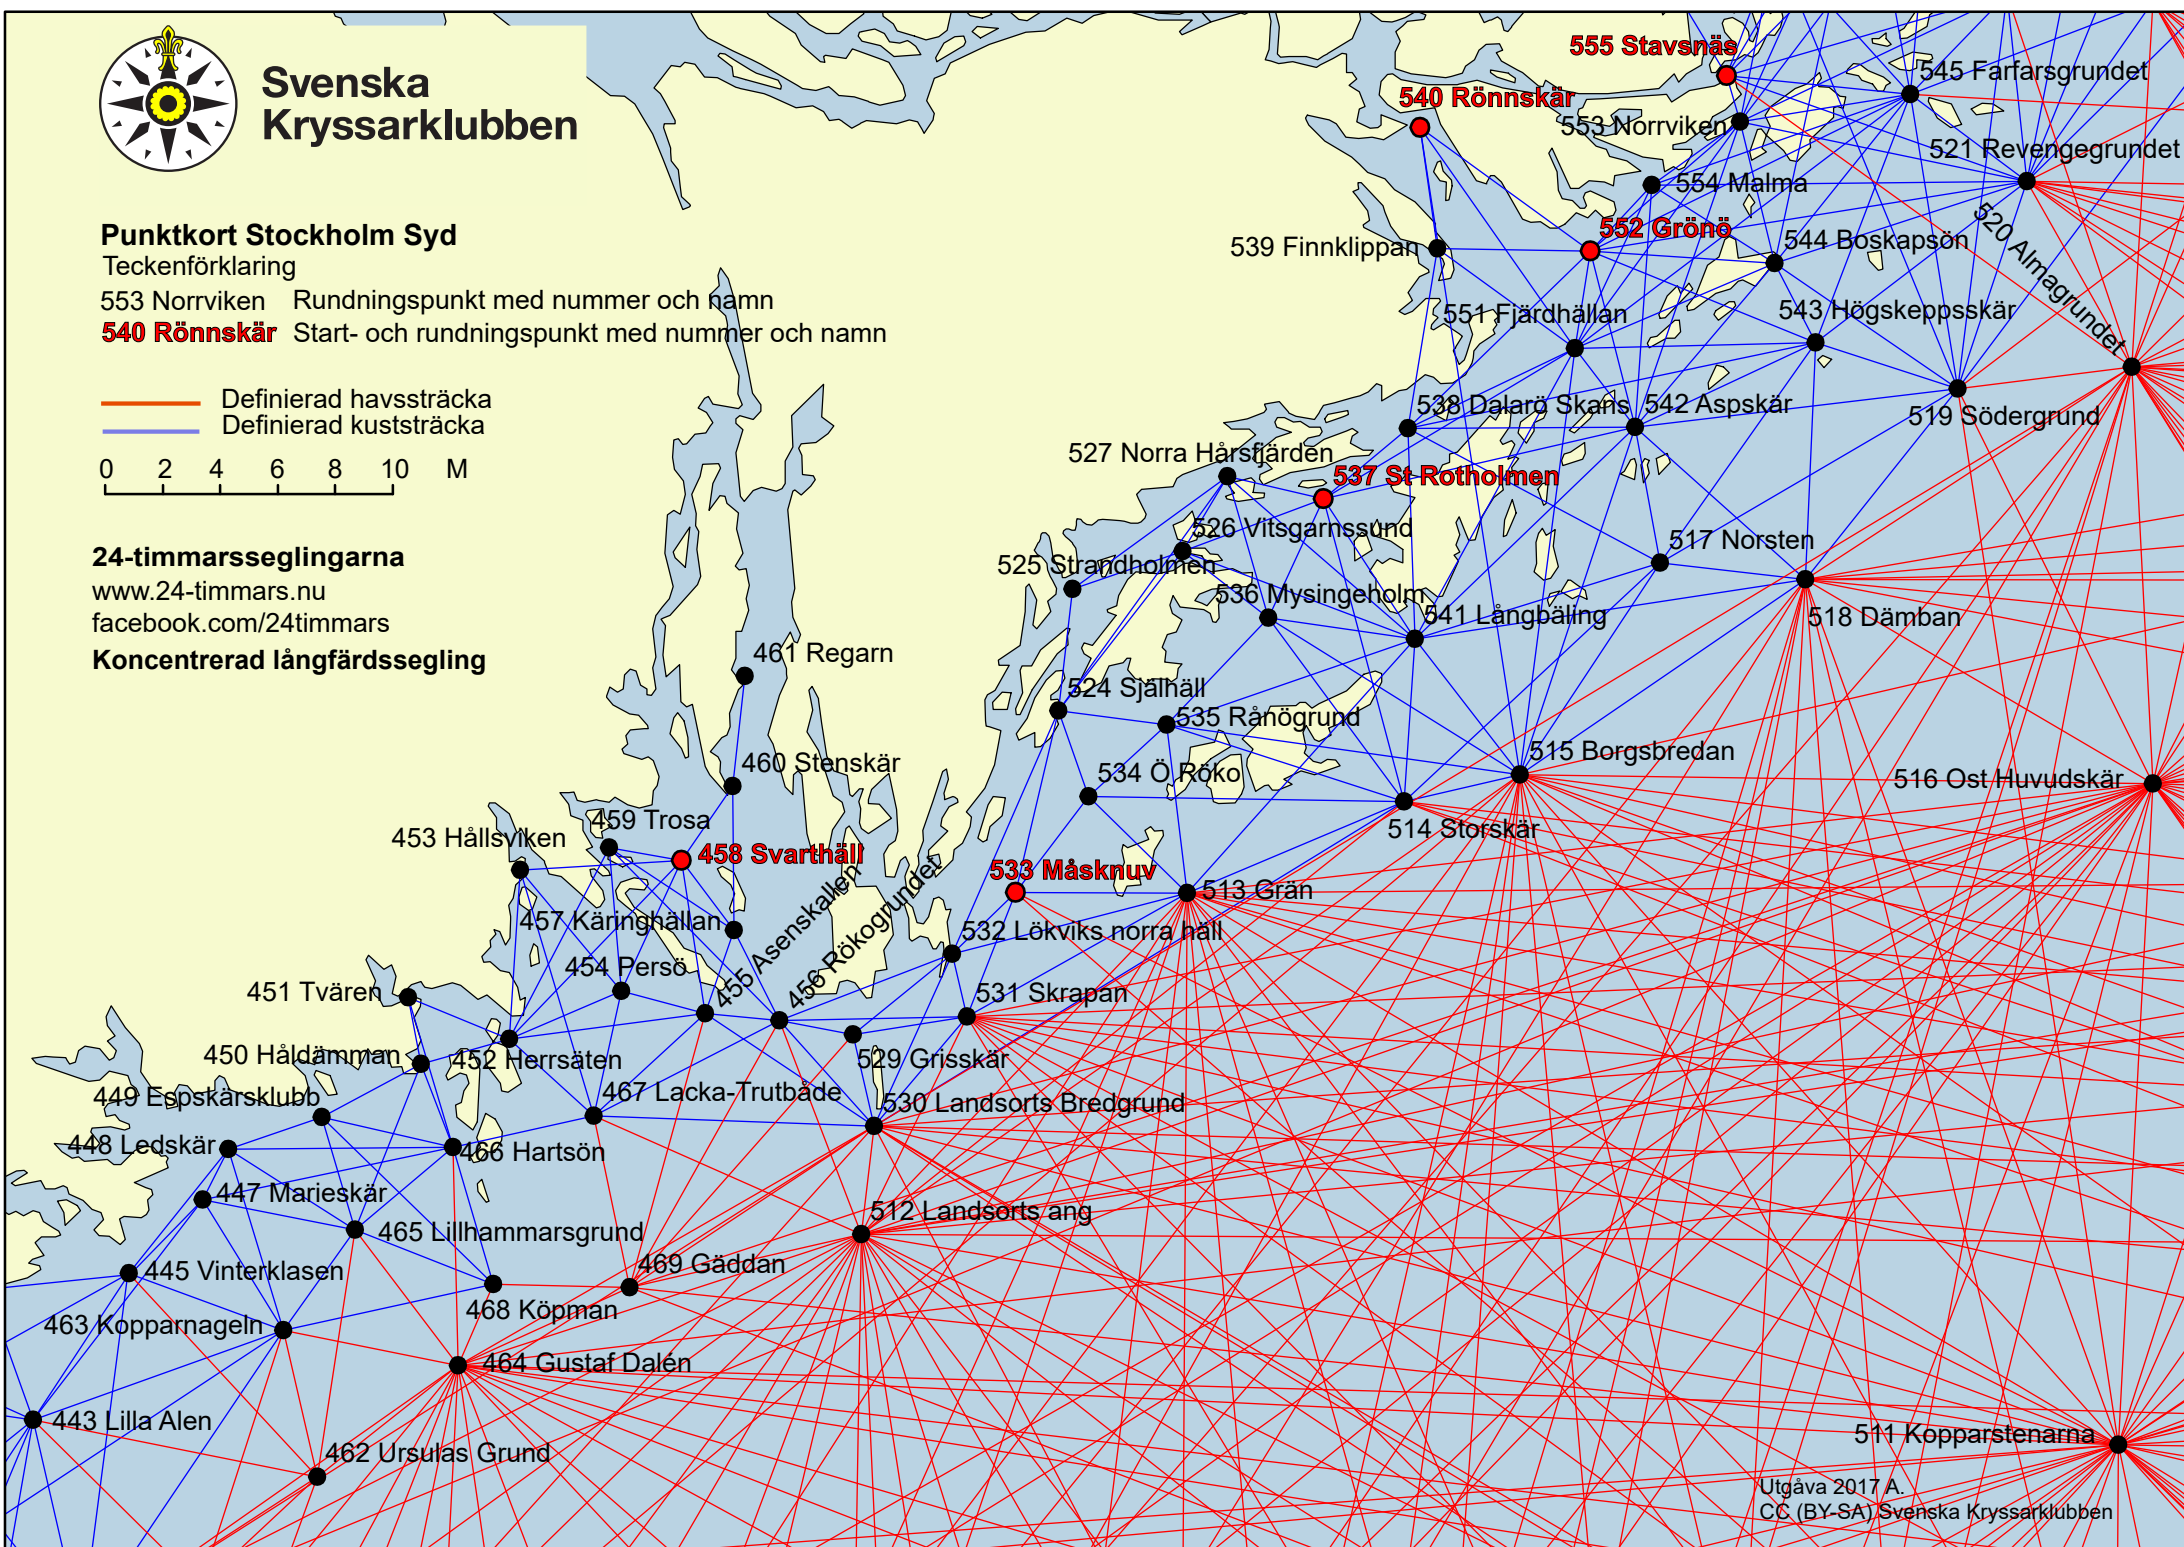 Svenska
Kryssarklubben
Punktkort Stockholm Syd
Teckenförklaring
553 Norrviken Rundningspunkt med nummer och namn
540 Rönnskär Start- och rundningspunkt med nummer och namn
Definierad havssträcka
Definierad kuststräcka
0 2 4 6 8 10 M
24-timmarsseglingarna
www.24-timmars.nu
facebook.com/24timmars
Koncentrerad långfärdssegling
555 Stavsnäs
545 Farfarsgrundet
540 Rönnskär
553 Norrviken
521 Revengegrundet
554 Malma
552 Grönö
539 Finnklippan
544 Boskapsön
520 Almagrundet
551 Fjärdhällan
543 Högskeppsskär
538 Dalarö Skans
542 Aspskär
519 Södergrund
527 Norra Hårsfjärden
537 St Rotholmen
526 Vitsgarnssund
517 Norsten
525 Strandholmen
536 Mysingeholm
541 Långbäling
518 Dämban
461 Regarn
524 Själhäll
535 Rånögrund
515 Borgsbredan
460 Stenskär
534 Ö Röko
516 Ost Huvudskär
459 Trosa
514 Storskär
453 Hållsviken
458 Svarthäll
533 Måsknuv
513 Grän
457 Käringhällan
455 Asenskallen
456 Rökogrundet
532 Lökviks norra häll
454 Persö
451 Tvären
531 Skrapan
450 Håldämman
452 Herrsäten
529 Grisskär
449 Espskärsklubb
467 Lacka-Trutbåde
530 Landsorts Bredgrund
448 Ledskär
466 Hartsön
447 Marieskär
465 Lillhammarsgrund
512 Landsorts ang
445 Vinterklasen
469 Gäddan
468 Köpman
463 Kopparnageln
464 Gustaf Dalén
443 Lilla Alen
462 Ursulas Grund
511 Kopparstenarna
Utgåva 2017 A.
CC (BY-SA) Svenska Kryssarklubben